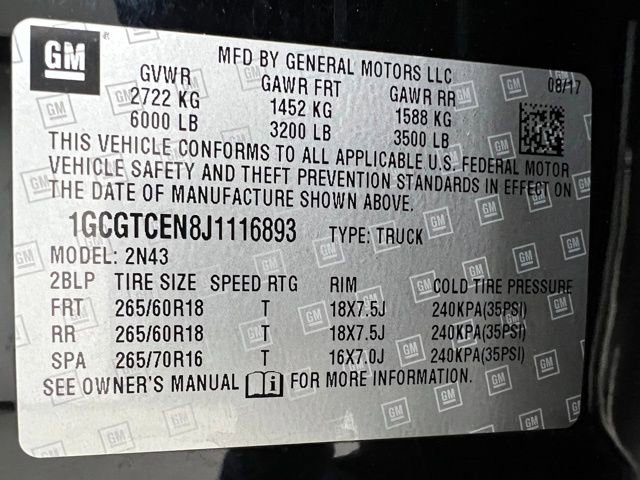 GM
MFD BY GENERAL MOTORS LLC
08/17
GVWR GAWR FRT GAWR RR
2722 KG 1452 KG 1588 KG
6000 LB 3200 LB 3500 LB
THIS VEHICLE CONFORMS TO ALL APPLICABLE U.S. FEDERAL MOTOR
VEHICLE SAFETY AND THEFT PREVENTION STANDARDS IN EFFECT ON
THE DATE OF MANUFACTURE SHOWN ABOVE.
1GCGTCEN8J1116893 TYPE: TRUCK
MODEL: 2N43
2BLP TIRE SIZE SPEED RTG RIM COLD TIRE PRESSURE
FRT 265/60R18 T 18X7.5J 240KPA(35PSI)
RR 265/60R18 T 18X7.5J 240KPA(35PSI)
SPA 265/70R16 T 16X7.0J 240KPA(35PSI)
SEE OWNER'S MANUAL i FOR MORE INFORMATION.